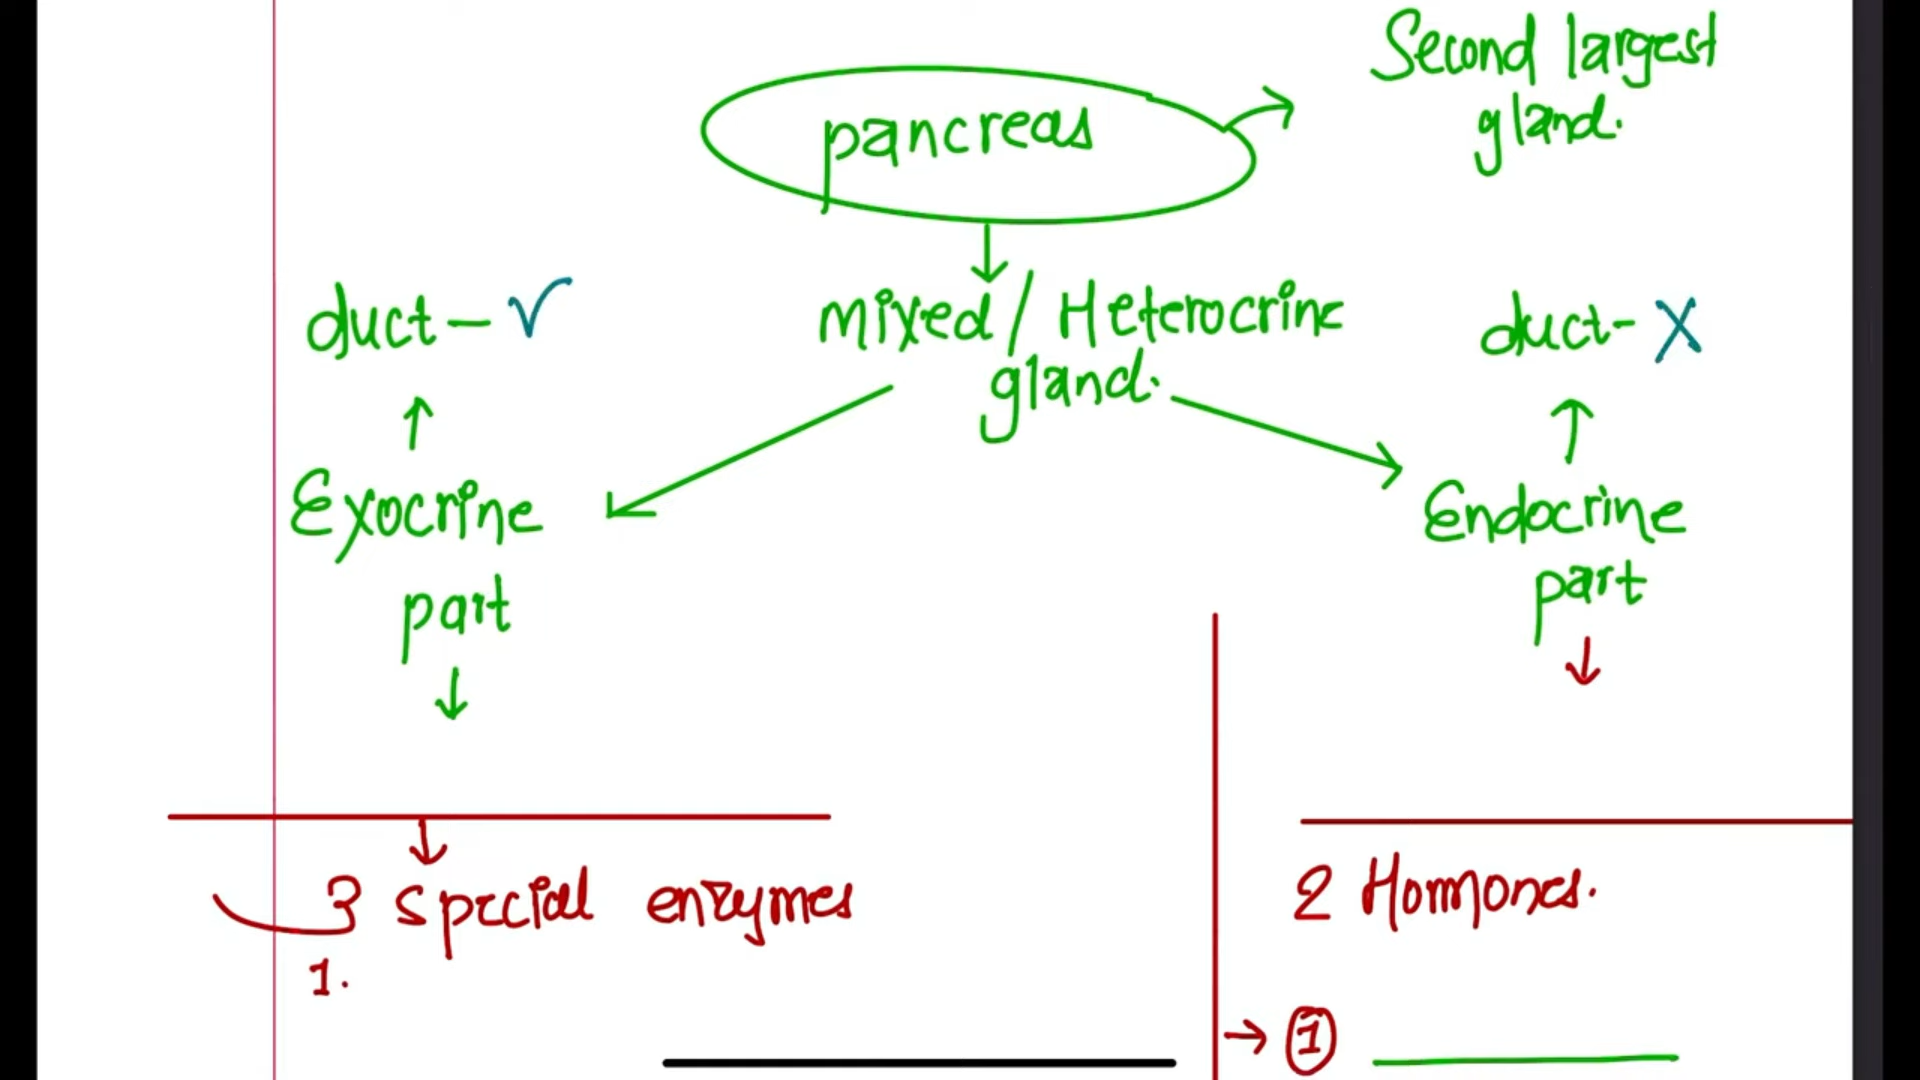 Second largest
gland.
pancreas
duct - ✓
mixed / Heterocrine
gland.
duct - X
Exocrine
part
Endocrine
part
3 special enzymes
1.
2 Hormones.
→ ①